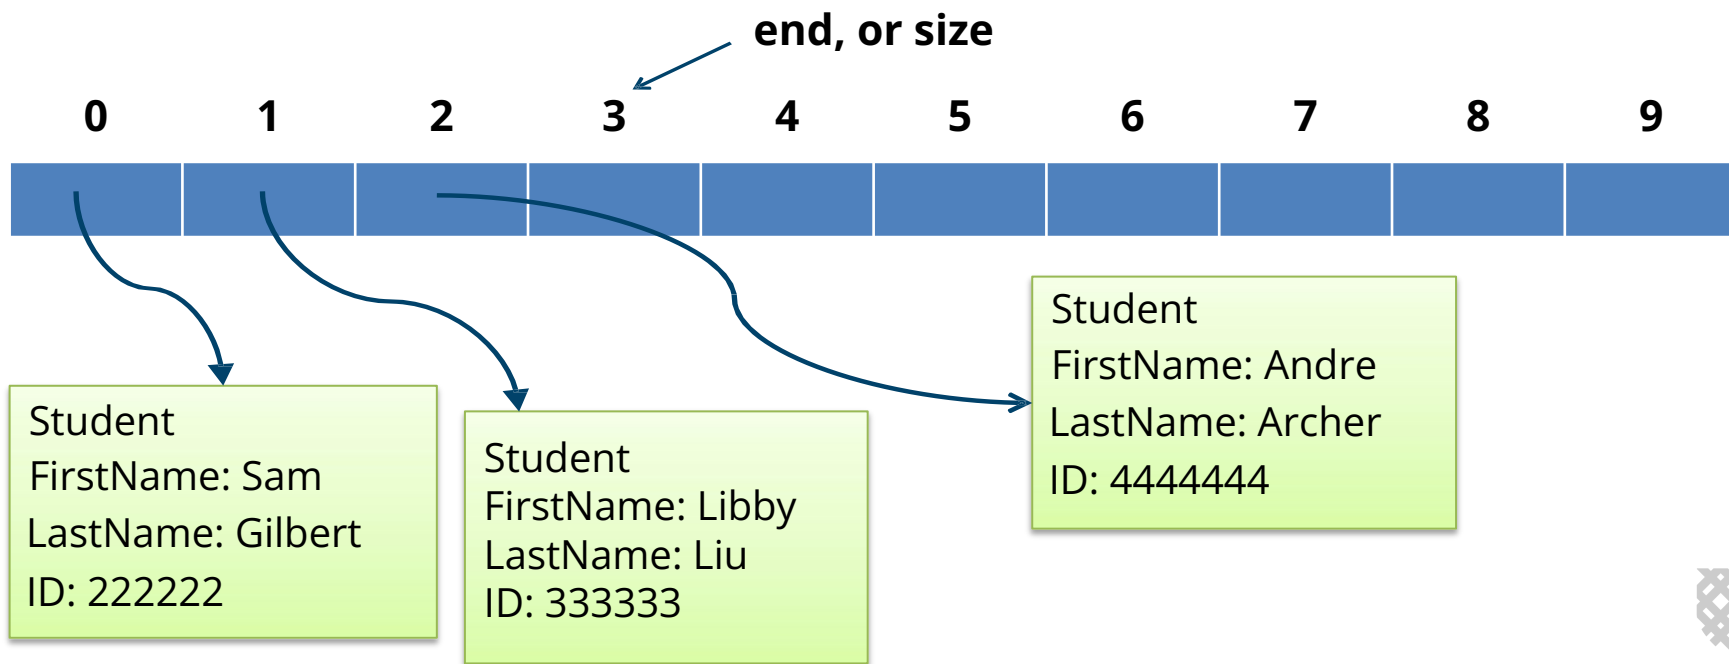 end, or size
0 1 2 3 4 5 6 7 8 9
Student
FirstName: Sam
LastName: Gilbert
ID: 222222
Student
FirstName: Libby
LastName: Liu
ID: 333333
Student
FirstName: Andre
LastName: Archer
ID: 4444444